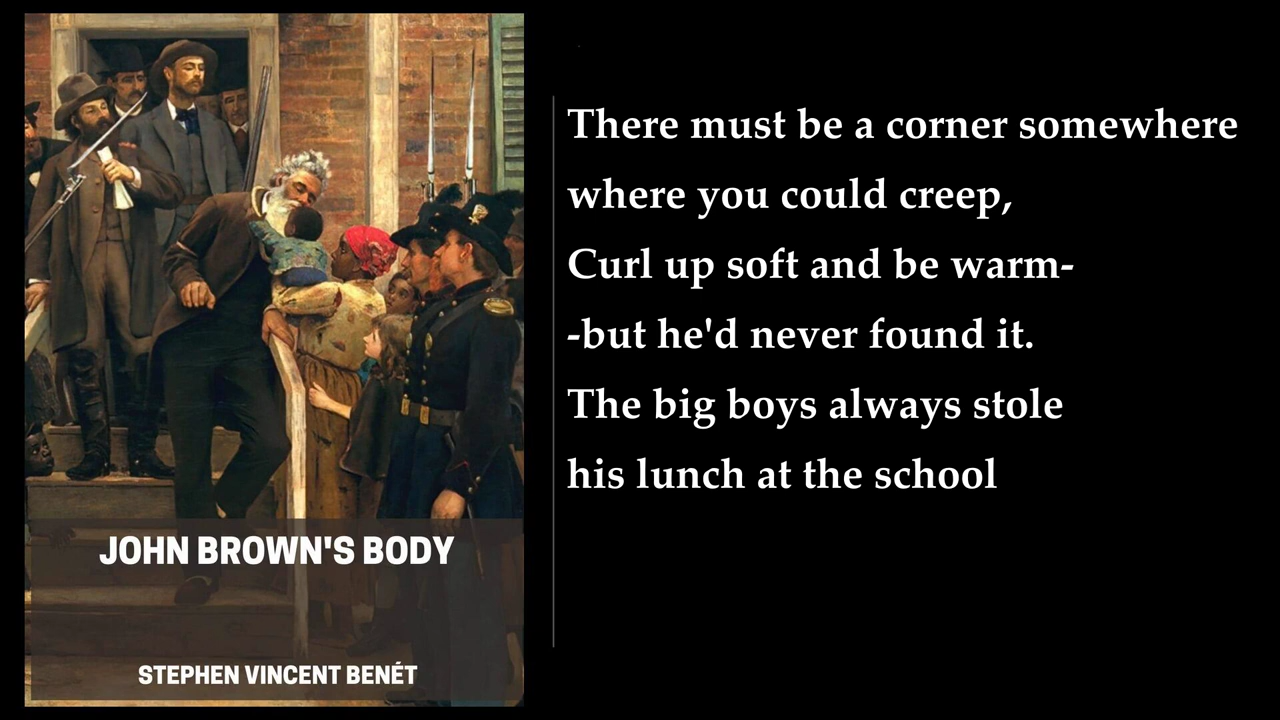 JOHN BROWN'S BODY
STEPHEN VINCENT BENÉT
There must be a corner somewhere
where you could creep,
Curl up soft and be warm-
-but he'd never found it.
The big boys always stole
his lunch at the school